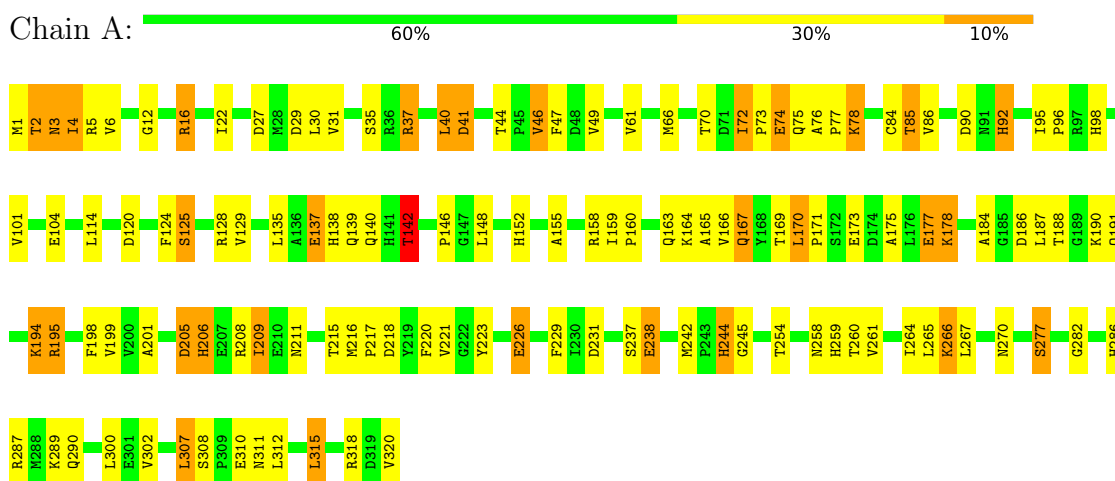 Chain A:
60% 30% 10%
M1 T2 N3 I4 R5 V6 G12 R16 I22 D27 M28 D29 L30 V31 S35 R36 R37 L40 D41 T44 P45 V46 F47 D48 V49 V61 M66 T70 D71 I72 P73 E74 Q75 A76 P77 K78 C84 T85 V86 D90 N91 H92 I95 P96 R97 H98
V101 E104 L114 D120 F124 S125 R128 V129 L135 A136 E137 H138 Q139 Q140 H141 T142 P146 G147 L148 H152 A155 R158 I159 P160 Q163 K164 A165 V166 Q167 Y168 T169 L170 P171 S172 E173 D174 A175 L176 E177 K178 A184 G185 D186 L187 T188 G189 K190
K194 R195 F198 V199 V200 A201 D205 H206 E207 R208 I209 E210 N211 T215 M216 P217 D218 Y219 F220 V221 G222 Y223 E226 F229 I230 D231 S237 E238 M242 P243 H244 G245 T254 N258 H259 T260 V261 I264 L265 K266 L267 N270 S277 G282
R287 M288 K289 Q290 L300 E301 V302 L307 S308 P309 E310 N311 L312 L315 R318 D319 V320